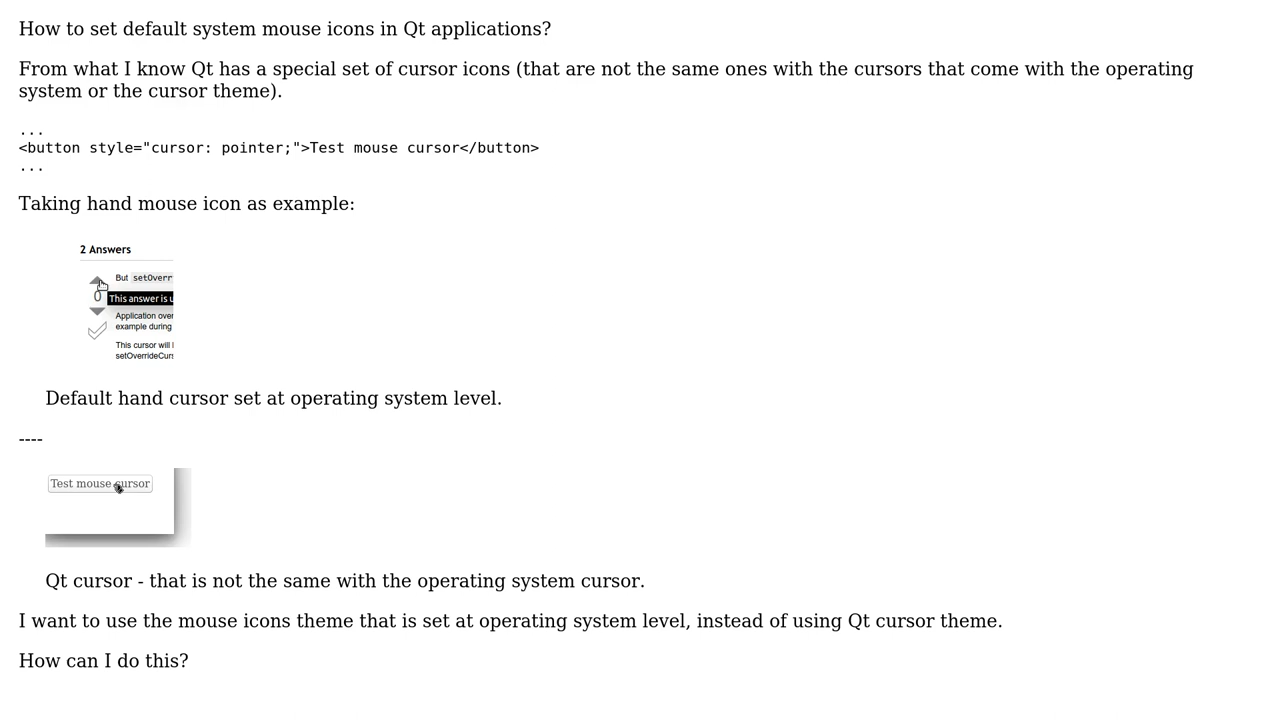 How to set default system mouse icons in Qt applications?
From what I know Qt has a special set of cursor icons (that are not the same ones with the cursors that come with the operating
system or the cursor theme).
...
<button style="cursor: pointer;">Test mouse cursor</button>
...
Taking hand mouse icon as example:
2 Answers
But setOverr
0
This answer is u
Application over
example during
This cursor will
setOverrideCurs
Default hand cursor set at operating system level.
----
Test mouse cursor
Qt cursor - that is not the same with the operating system cursor.
I want to use the mouse icons theme that is set at operating system level, instead of using Qt cursor theme.
How can I do this?